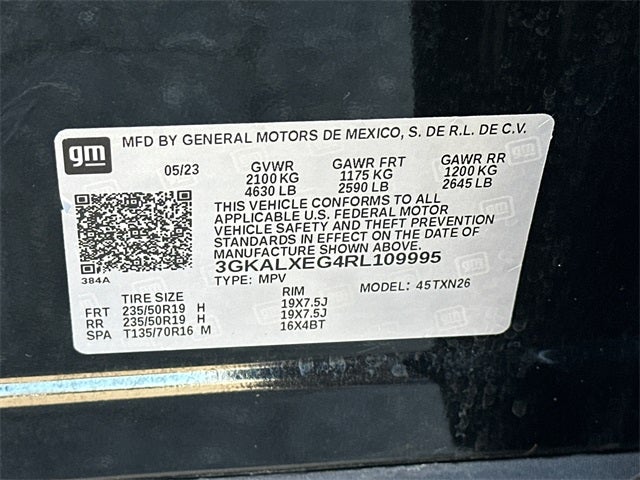 gm
MFD BY GENERAL MOTORS DE MEXICO, S. DE R.L. DE C.V.
05/23 GVWR GAWR FRT GAWR RR
2100 KG 1175 KG 1200 KG
4630 LB 2590 LB 2645 LB
THIS VEHICLE CONFORMS TO ALL
APPLICABLE U.S. FEDERAL MOTOR
VEHICLE SAFETY AND THEFT PREVENTION
STANDARDS IN EFFECT ON THE DATE OF
MANUFACTURE SHOWN ABOVE.
384A
3GKALXEG4RL109995
TYPE: MPV MODEL: 45TXN26
TIRE SIZE RIM
FRT 235/50R19 H 19X7.5J
RR 235/50R19 H 19X7.5J
SPA T135/70R16 M 16X4BT